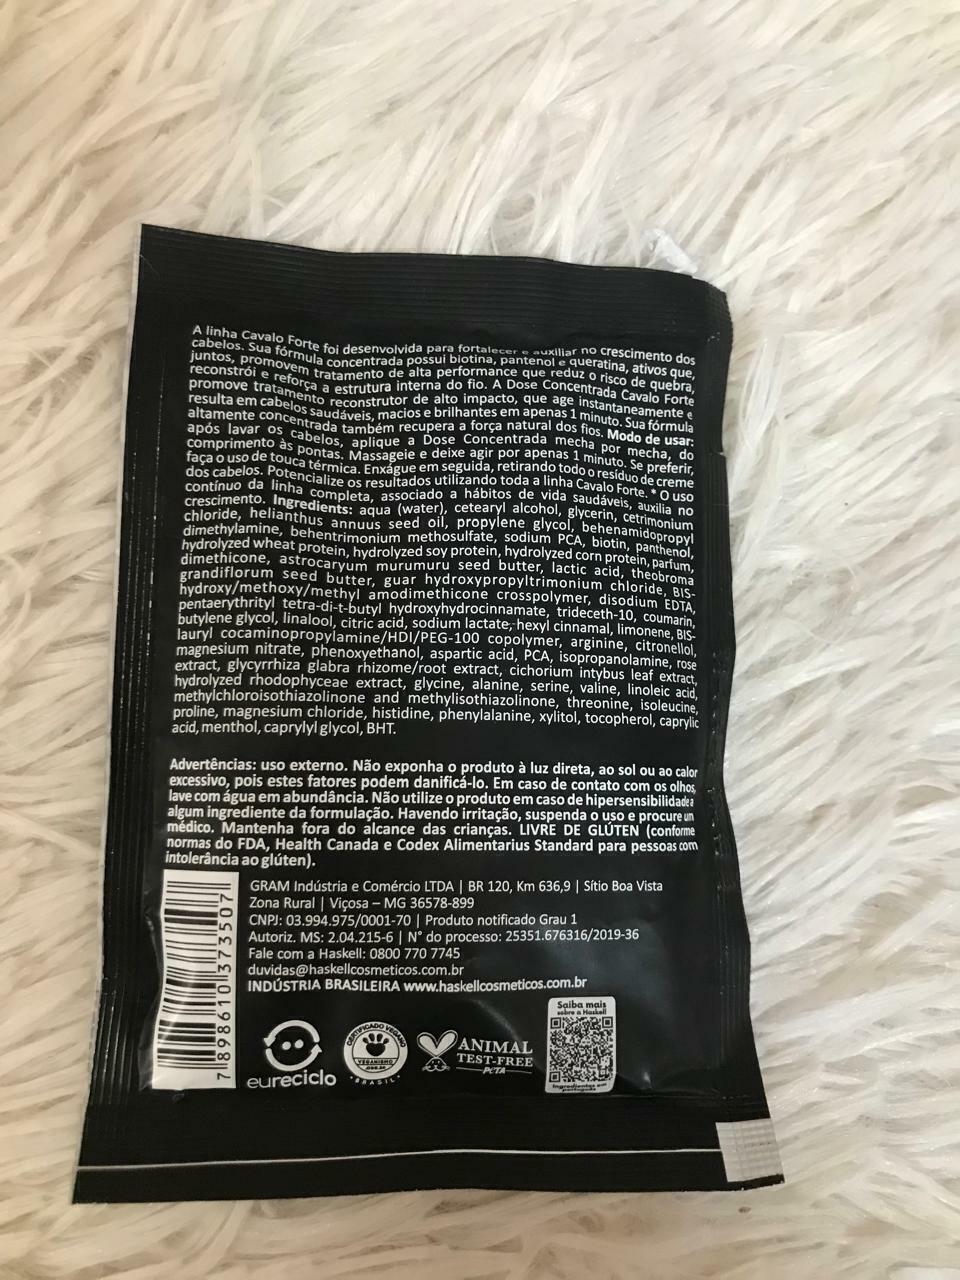 A linha Cavalo Forte foi desenvolvida para fortalecer e auxiliar no crescimento dos
cabelos. Sua fórmula concentrada possui biotina, pantenol e queratina, ativos que,
juntos, promovem tratamento de alta performance que reduz o risco de quebra,
reconstrói e reforça a estrutura interna do fio. A Dose Concentrada Cavalo Forte
promove tratamento reconstrutor de alto impacto, que age instantaneamente e
resulta em cabelos saudáveis, macios e brilhantes em apenas 1 minuto. Sua fórmula
altamente concentrada também recupera a força natural dos fios. Modo de usar:
após lavar os cabelos, aplique a Dose Concentrada mecha por mecha, do
comprimento às pontas. Massageie e deixe agir por apenas 1 minuto. Se preferir,
faça o uso de touca térmica. Enxágue em seguida, retirando todo o resíduo de creme
dos cabelos. Potencialize os resultados utilizando toda a linha Cavalo Forte. * O uso
contínuo da linha completa, associado a hábitos de vida saudáveis, auxilia no
crescimento. Ingredients: aqua (water), cetearyl alcohol, glycerin, cetrimonium
chloride, helianthus annuus seed oil, propylene glycol, behenamidopropyl
dimethylamine, behentrimonium methosulfate, sodium PCA, biotin, panthenol,
hydrolyzed wheat protein, hydrolyzed soy protein, hydrolyzed corn protein, parfum,
dimethicone, astrocaryum murumuru seed butter, lactic acid, theobroma
grandiflorum seed butter, guar hydroxypropyltrimonium chloride, BIS-
hydroxy/methoxy/methyl amodimethicone crosspolymer, disodium EDTA,
pentaerythrityl tetra-di-t-butyl hydroxyhydrocinnamate, trideceth-10, coumarin,
butylene glycol, linalool, citric acid, sodium lactate, hexyl cinnamal, limonene, BIS-
lauryl cocaminopropylamine/HDI/PEG-100 copolymer, arginine, citronellol,
magnesium nitrate, phenoxyethanol, aspartic acid, PCA, isopropanolamine, rose
extract, glycyrrhiza glabra rhizome/root extract, cichorium intybus leaf extract,
hydrolyzed rhodophyceae extract, glycine, alanine, serine, valine, linoleic acid,
methylchloroisothiazolinone and methylisothiazolinone, threonine, isoleucine,
proline, magnesium chloride, histidine, phenylalanine, xylitol, tocopherol, caprylic
acid, menthol, caprylyl glycol, BHT.
Advertências: uso externo. Não exponha o produto à luz direta, ao sol ou ao calor
excessivo, pois estes fatores podem danificá-lo. Em caso de contato com os olhos,
lave com água em abundância. Não utilize o produto em caso de hipersensibilidade a
algum ingrediente da formulação. Havendo irritação, suspenda o uso e procure um
médico. Mantenha fora do alcance das crianças. LIVRE DE GLÚTEN (conforme
normas do FDA, Health Canada e Codex Alimentarius Standard para pessoas com
intolerância ao glúten).
GRAM Indústria e Comércio LTDA | BR 120, Km 636,9 | Sítio Boa Vista
Zona Rural | Viçosa – MG 36578-899
CNPJ: 03.994.975/0001-70 | Produto notificado Grau 1
Autoriz. MS: 2.04.215-6 | N° do processo: 25351.676316/2019-36
Fale com a Haskell: 0800 770 7745
duvidas@haskellcosmeticos.com.br
INDÚSTRIA BRASILEIRA www.haskellcosmeticos.com.br
7 898610 373507
eureciclo
CERTIFICADO VEGANO
VEGANISMO
.ORG.BR
• BRASIL •
ANIMAL
TEST-FREE
PETA
Saiba mais
sobre a Haskell
Ingredientes em
português